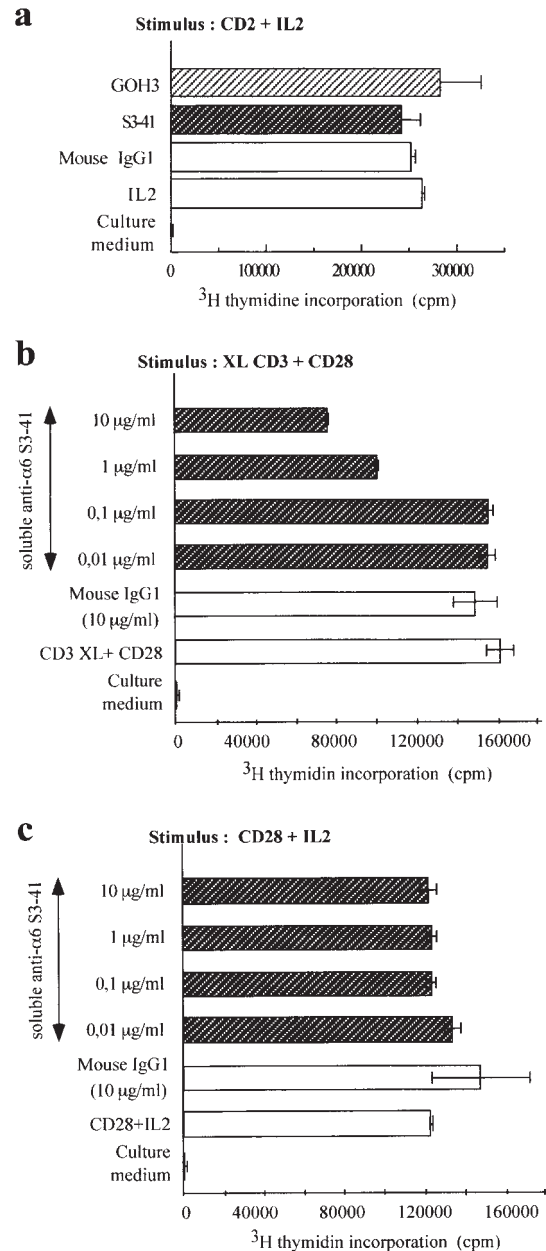 a
Stimulus : CD2 + IL2
GOH3
S3-41
Mouse IgG1
IL2
Culture
medium
0 100000 200000 300000
³H thymidine incorporation (cpm)
b
Stimulus : XL CD3 + CD28
soluble anti-α6 S3-41
10 µg/ml
1 µg/ml
0,1 µg/ml
0,01 µg/ml
Mouse IgG1
(10 µg/ml)
CD3 XL+ CD28
Culture
medium
0 40000 80000 120000 160000
³H thymidin incorporation (cpm)
c
Stimulus : CD28 + IL2
soluble anti-α6 S3-41
10 µg/ml
1 µg/ml
0,1 µg/ml
0,01 µg/ml
Mouse IgG1
(10 µg/ml)
CD28+IL2
Culture
medium
0 40000 80000 120000 160000
³H thymidin incorporation (cpm)